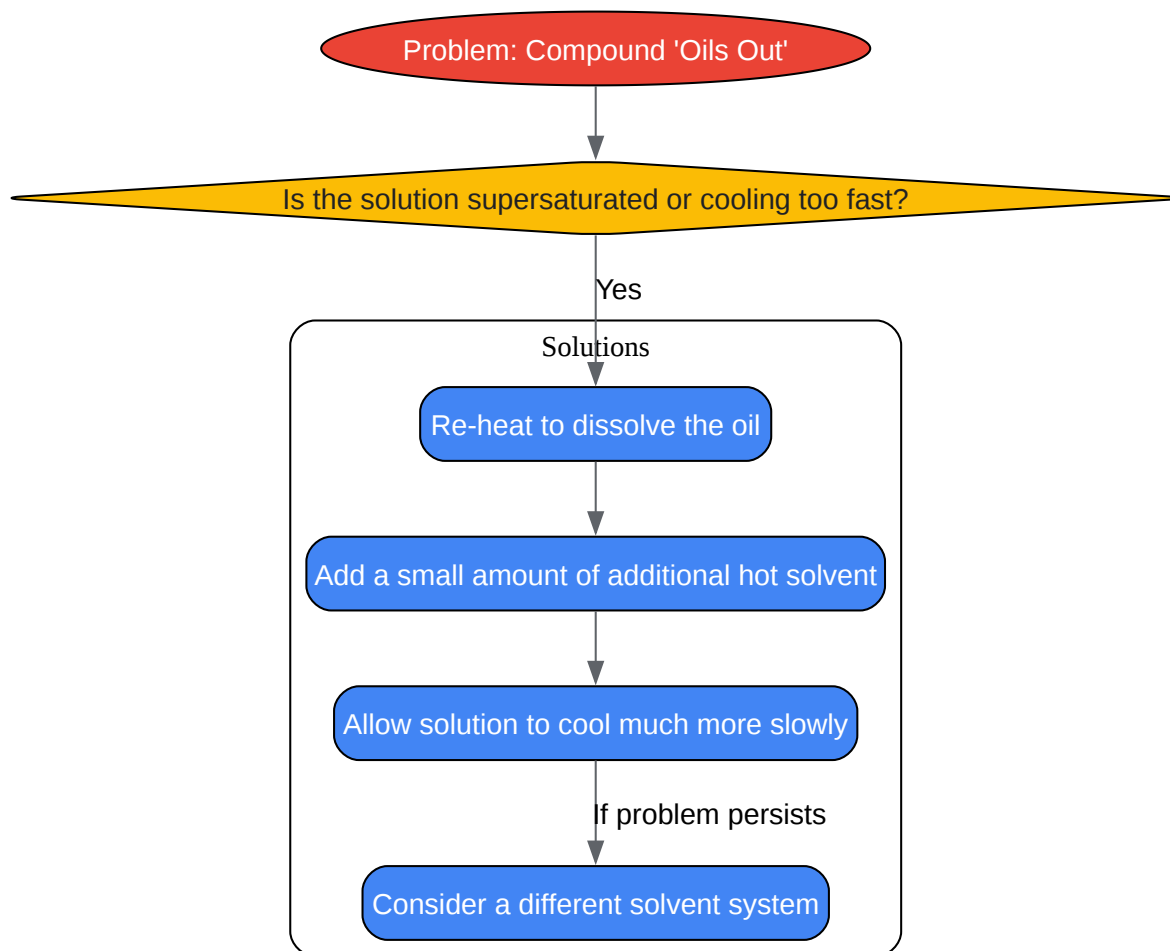 Problem: Compound 'Oils Out'
Is the solution supersaturated or cooling too fast?
Yes
Solutions
Re-heat to dissolve the oil
Add a small amount of additional hot solvent
Allow solution to cool much more slowly
If problem persists
Consider a different solvent system